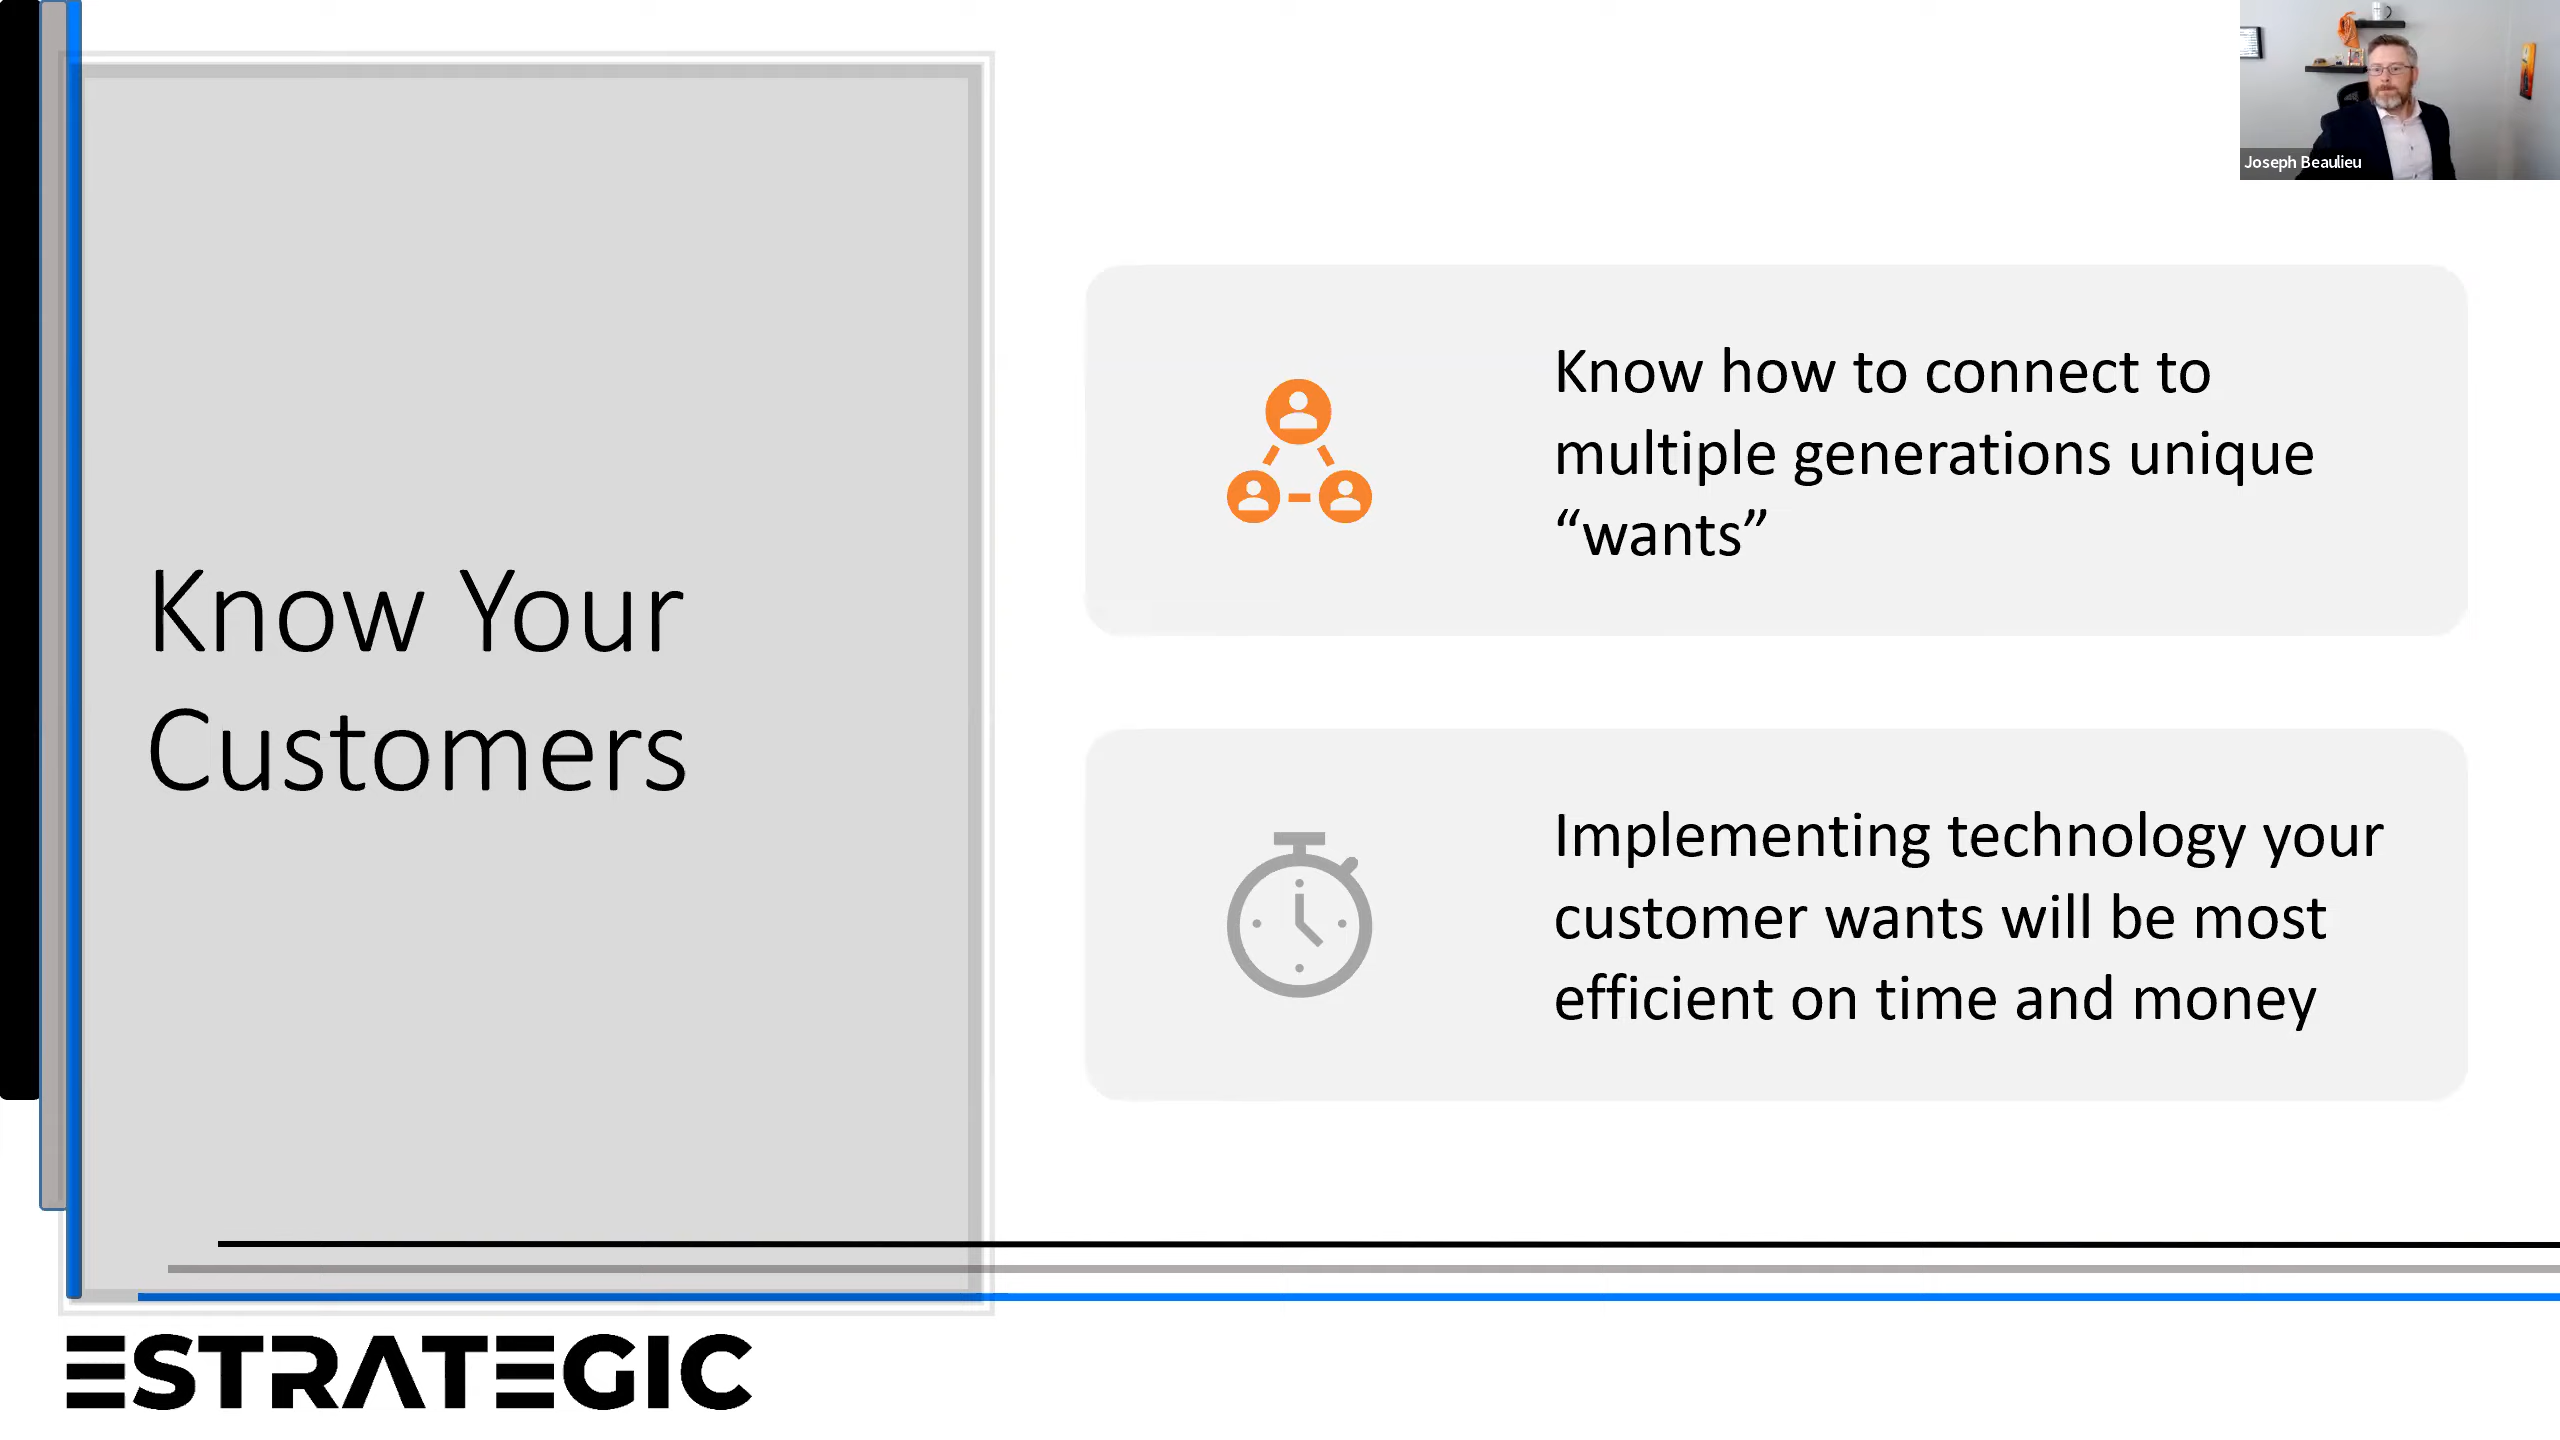 Joseph Beaulieu
Know Your
Customers
Know how to connect to
multiple generations unique
“wants”
Implementing technology your
customer wants will be most
efficient on time and money
ESTRATEGIC